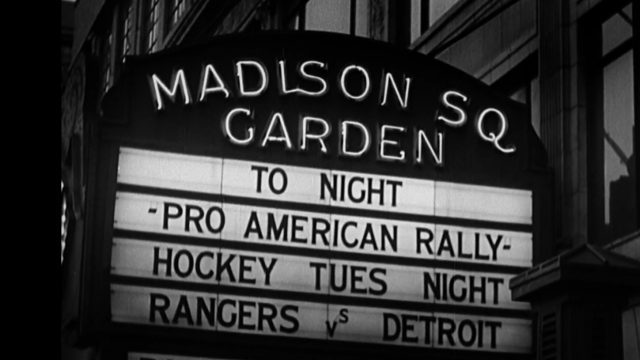 MADISON SQ
GARDEN
TO NIGHT
-PRO AMERICAN RALLY-
HOCKEY TUES NIGHT
RANGERS vs DETROIT